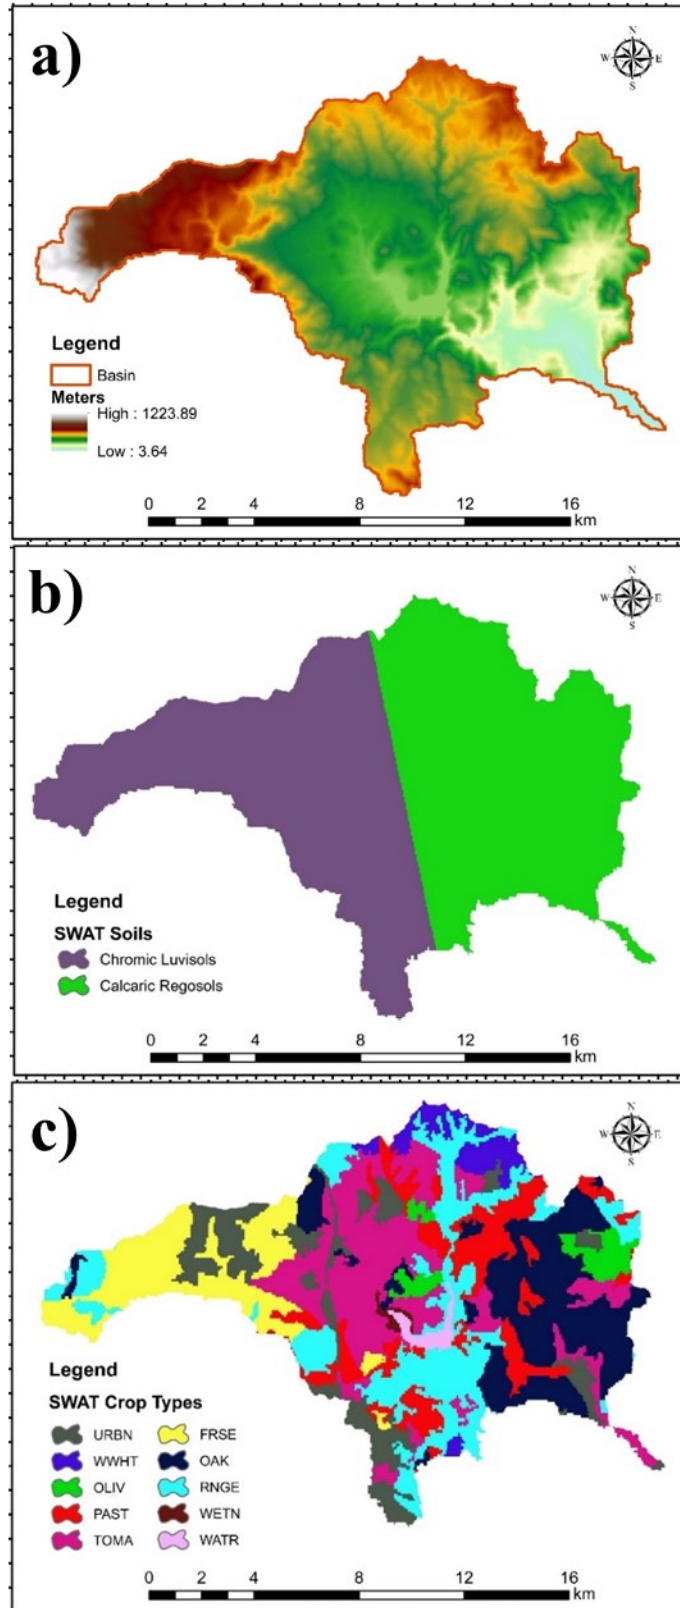 a)
N
W E
S
Legend
Basin
Meters
High : 1223.89
Low : 3.64
0 2 4 8 12 16
km
b)
N
W E
S
Legend
SWAT Soils
Chromic Luvisols
Calcaric Regosols
0 2 4 8 12 16
km
c)
N
W E
S
Legend
SWAT Crop Types
URBN FRSE
WWHT OAK
OLIV RNGE
PAST WETN
TOMA WATR
0 2 4 8 12 16
km